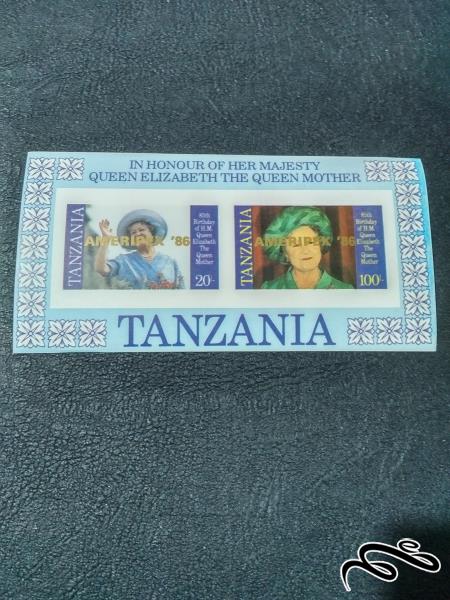 IN HONOUR OF HER MAJESTY
QUEEN ELIZABETH THE QUEEN MOTHER
TANZANIA
AMERIPEX '86
85th Birthday
of H.M.
Queen
Elizabeth
The
Queen
Mother
20/-
TANZANIA
AMERIPEX '86
85th Birthday
of H.M.
Queen
Elizabeth
The
Queen
Mother
100/-
TANZANIA